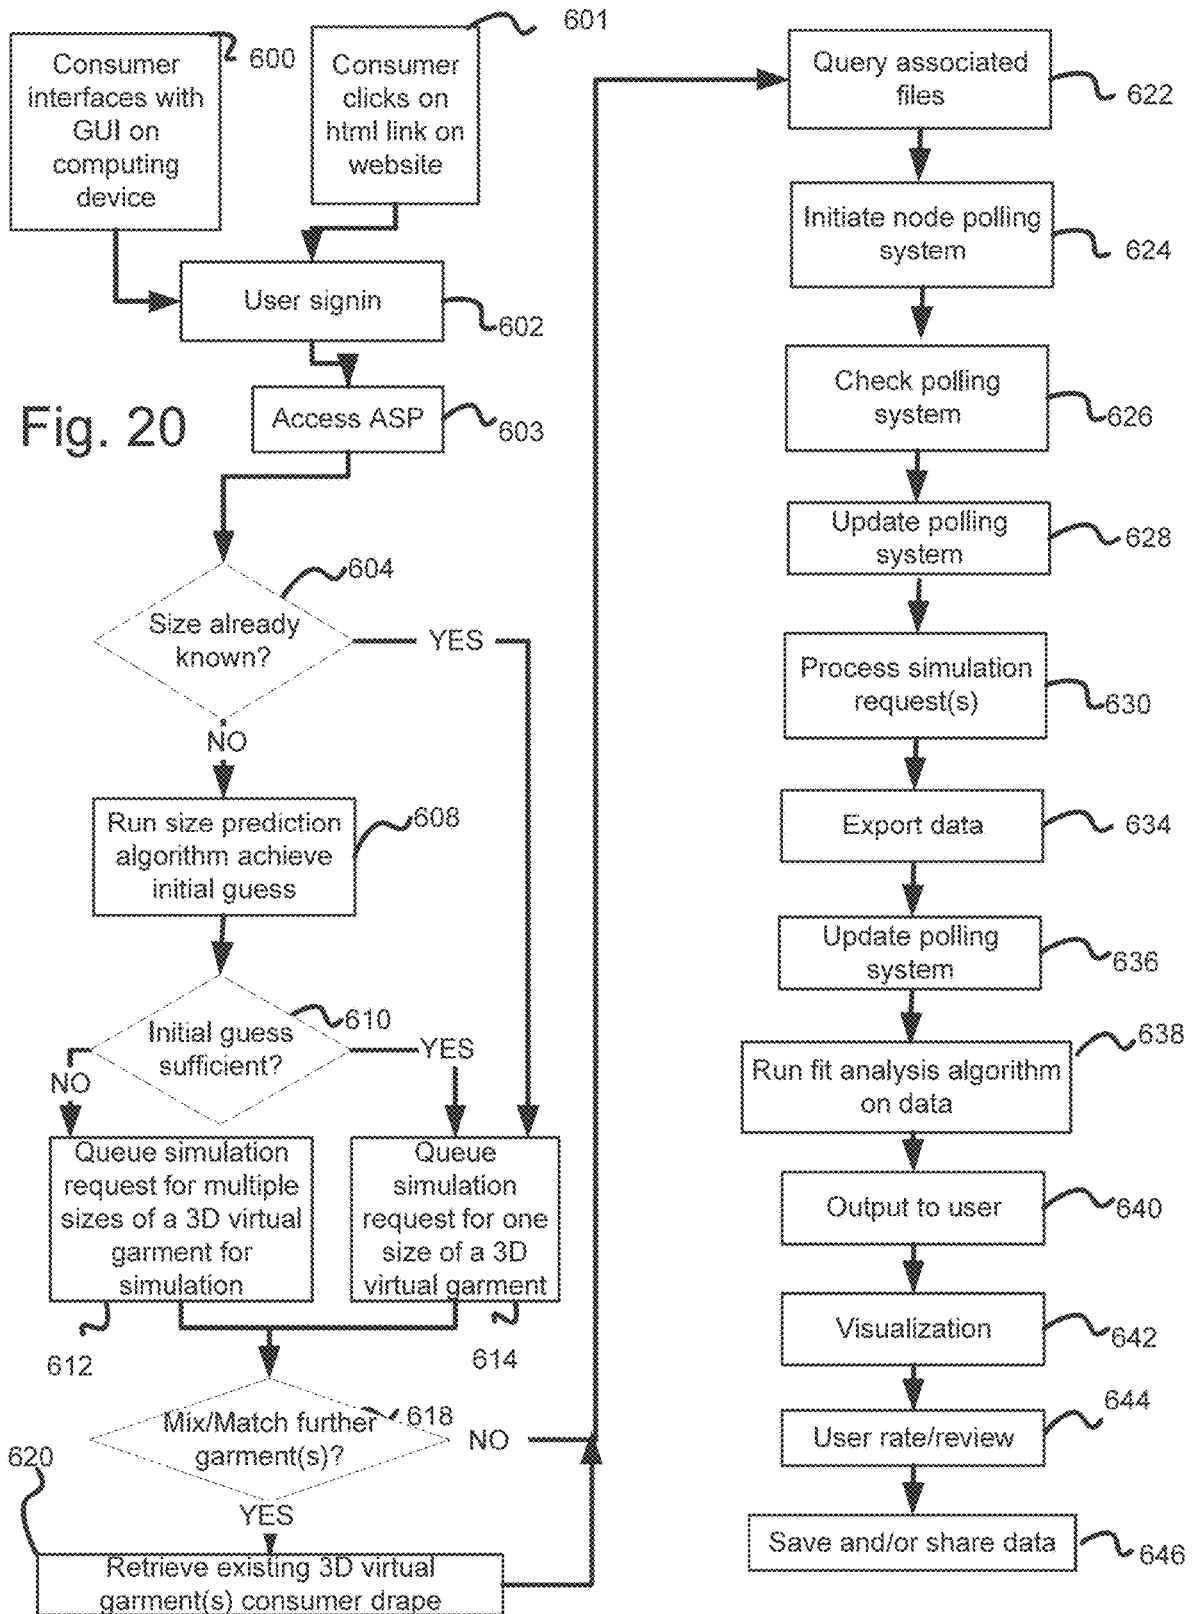 600
Consumer
interfaces with
GUI on
computing
device
601
Consumer
clicks on
html link on
website
User signin
602
Access ASP
603
Fig. 20
604
Size already
known?
YES
NO
Run size prediction
algorithm achieve
initial guess
608
610
Initial guess
sufficient?
YES
NO
Queue simulation
request for multiple
sizes of a 3D virtual
garment for
simulation
612
Queue
simulation
request for one
size of a 3D
virtual garment
614
Mix/Match further
garment(s)?
618
NO
YES
620
Retrieve existing 3D virtual
garment(s) consumer drape
Query associated
files
622
Initiate node polling
system
624
Check polling
system
626
Update polling
system
628
Process simulation
request(s)
630
Export data
634
Update polling
system
636
638
Run fit analysis algorithm
on data
Output to user
640
Visualization
642
644
User rate/review
Save and/or share data
646